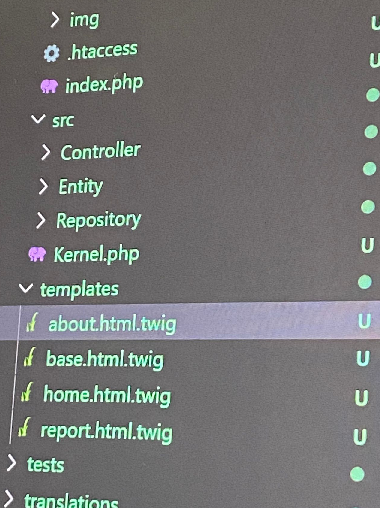 img
.htaccess
index.php
src
Controller
Entity
Repository
Kernel.php
U
templates
about.html.twig U
base.html.twig U
home.html.twig U
report.html.twig U
tests
translations